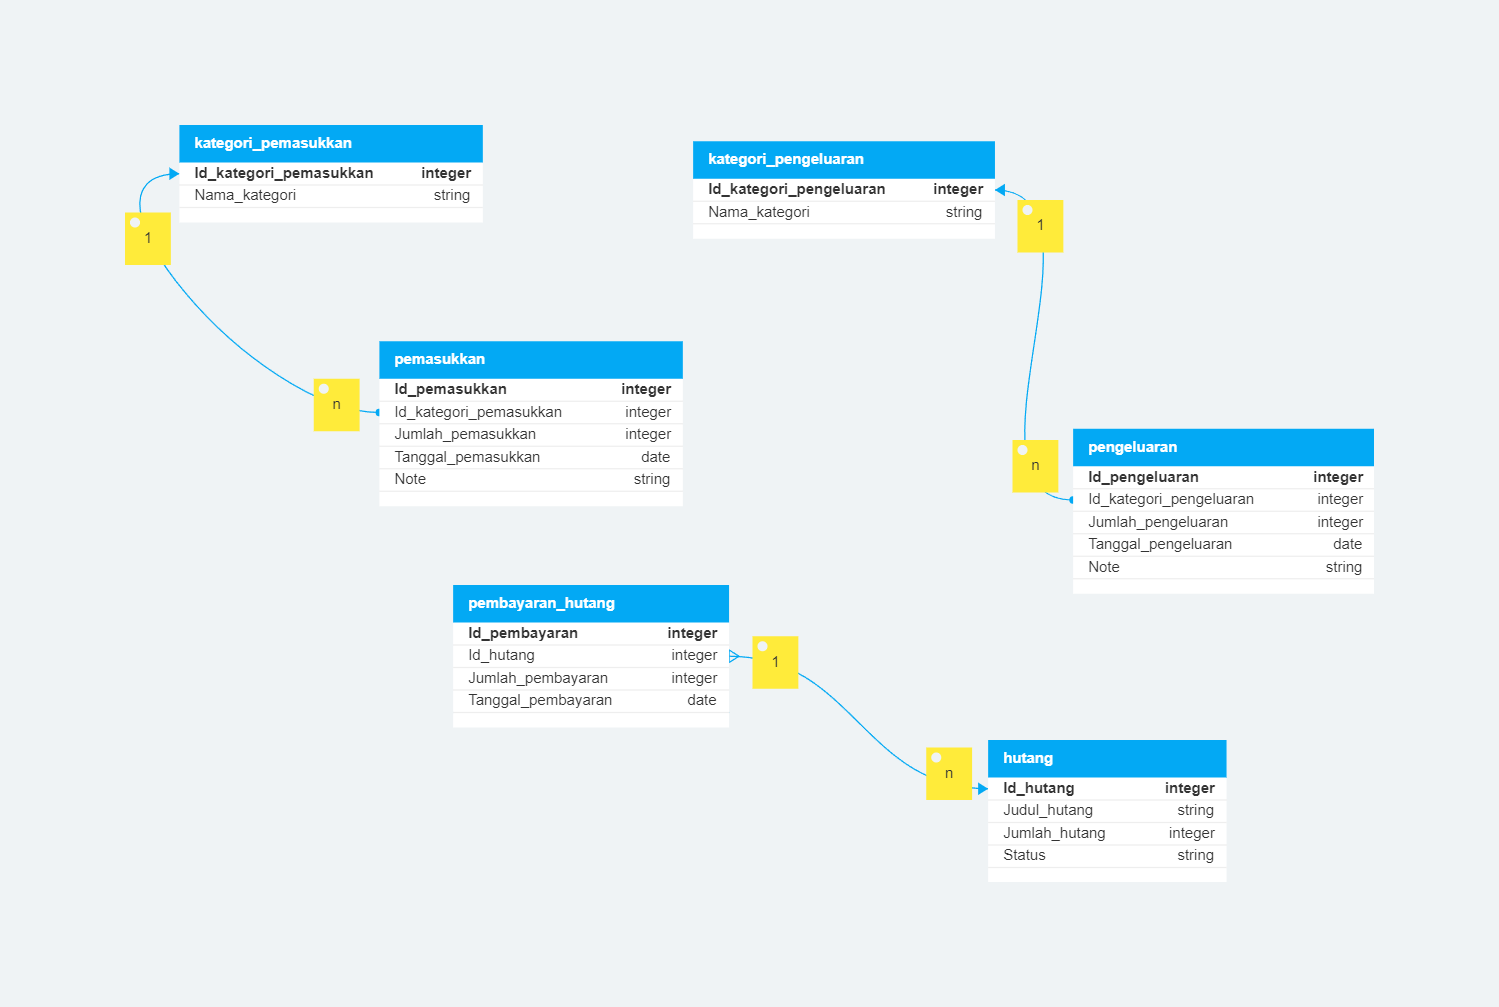 kategori_pemasukkan
Id_kategori_pemasukkan integer
Nama_kategori string
1
kategori_pengeluaran
Id_kategori_pengeluaran integer
Nama_kategori string
1
pemasukkan
Id_pemasukkan integer
Id_kategori_pemasukkan integer
Jumlah_pemasukkan integer
Tanggal_pemasukkan date
Note string
n
pengeluaran
Id_pengeluaran integer
Id_kategori_pengeluaran integer
Jumlah_pengeluaran integer
Tanggal_pengeluaran date
Note string
n
pembayaran_hutang
Id_pembayaran integer
Id_hutang integer
Jumlah_pembayaran integer
Tanggal_pembayaran date
1
n
hutang
Id_hutang integer
Judul_hutang string
Jumlah_hutang integer
Status string